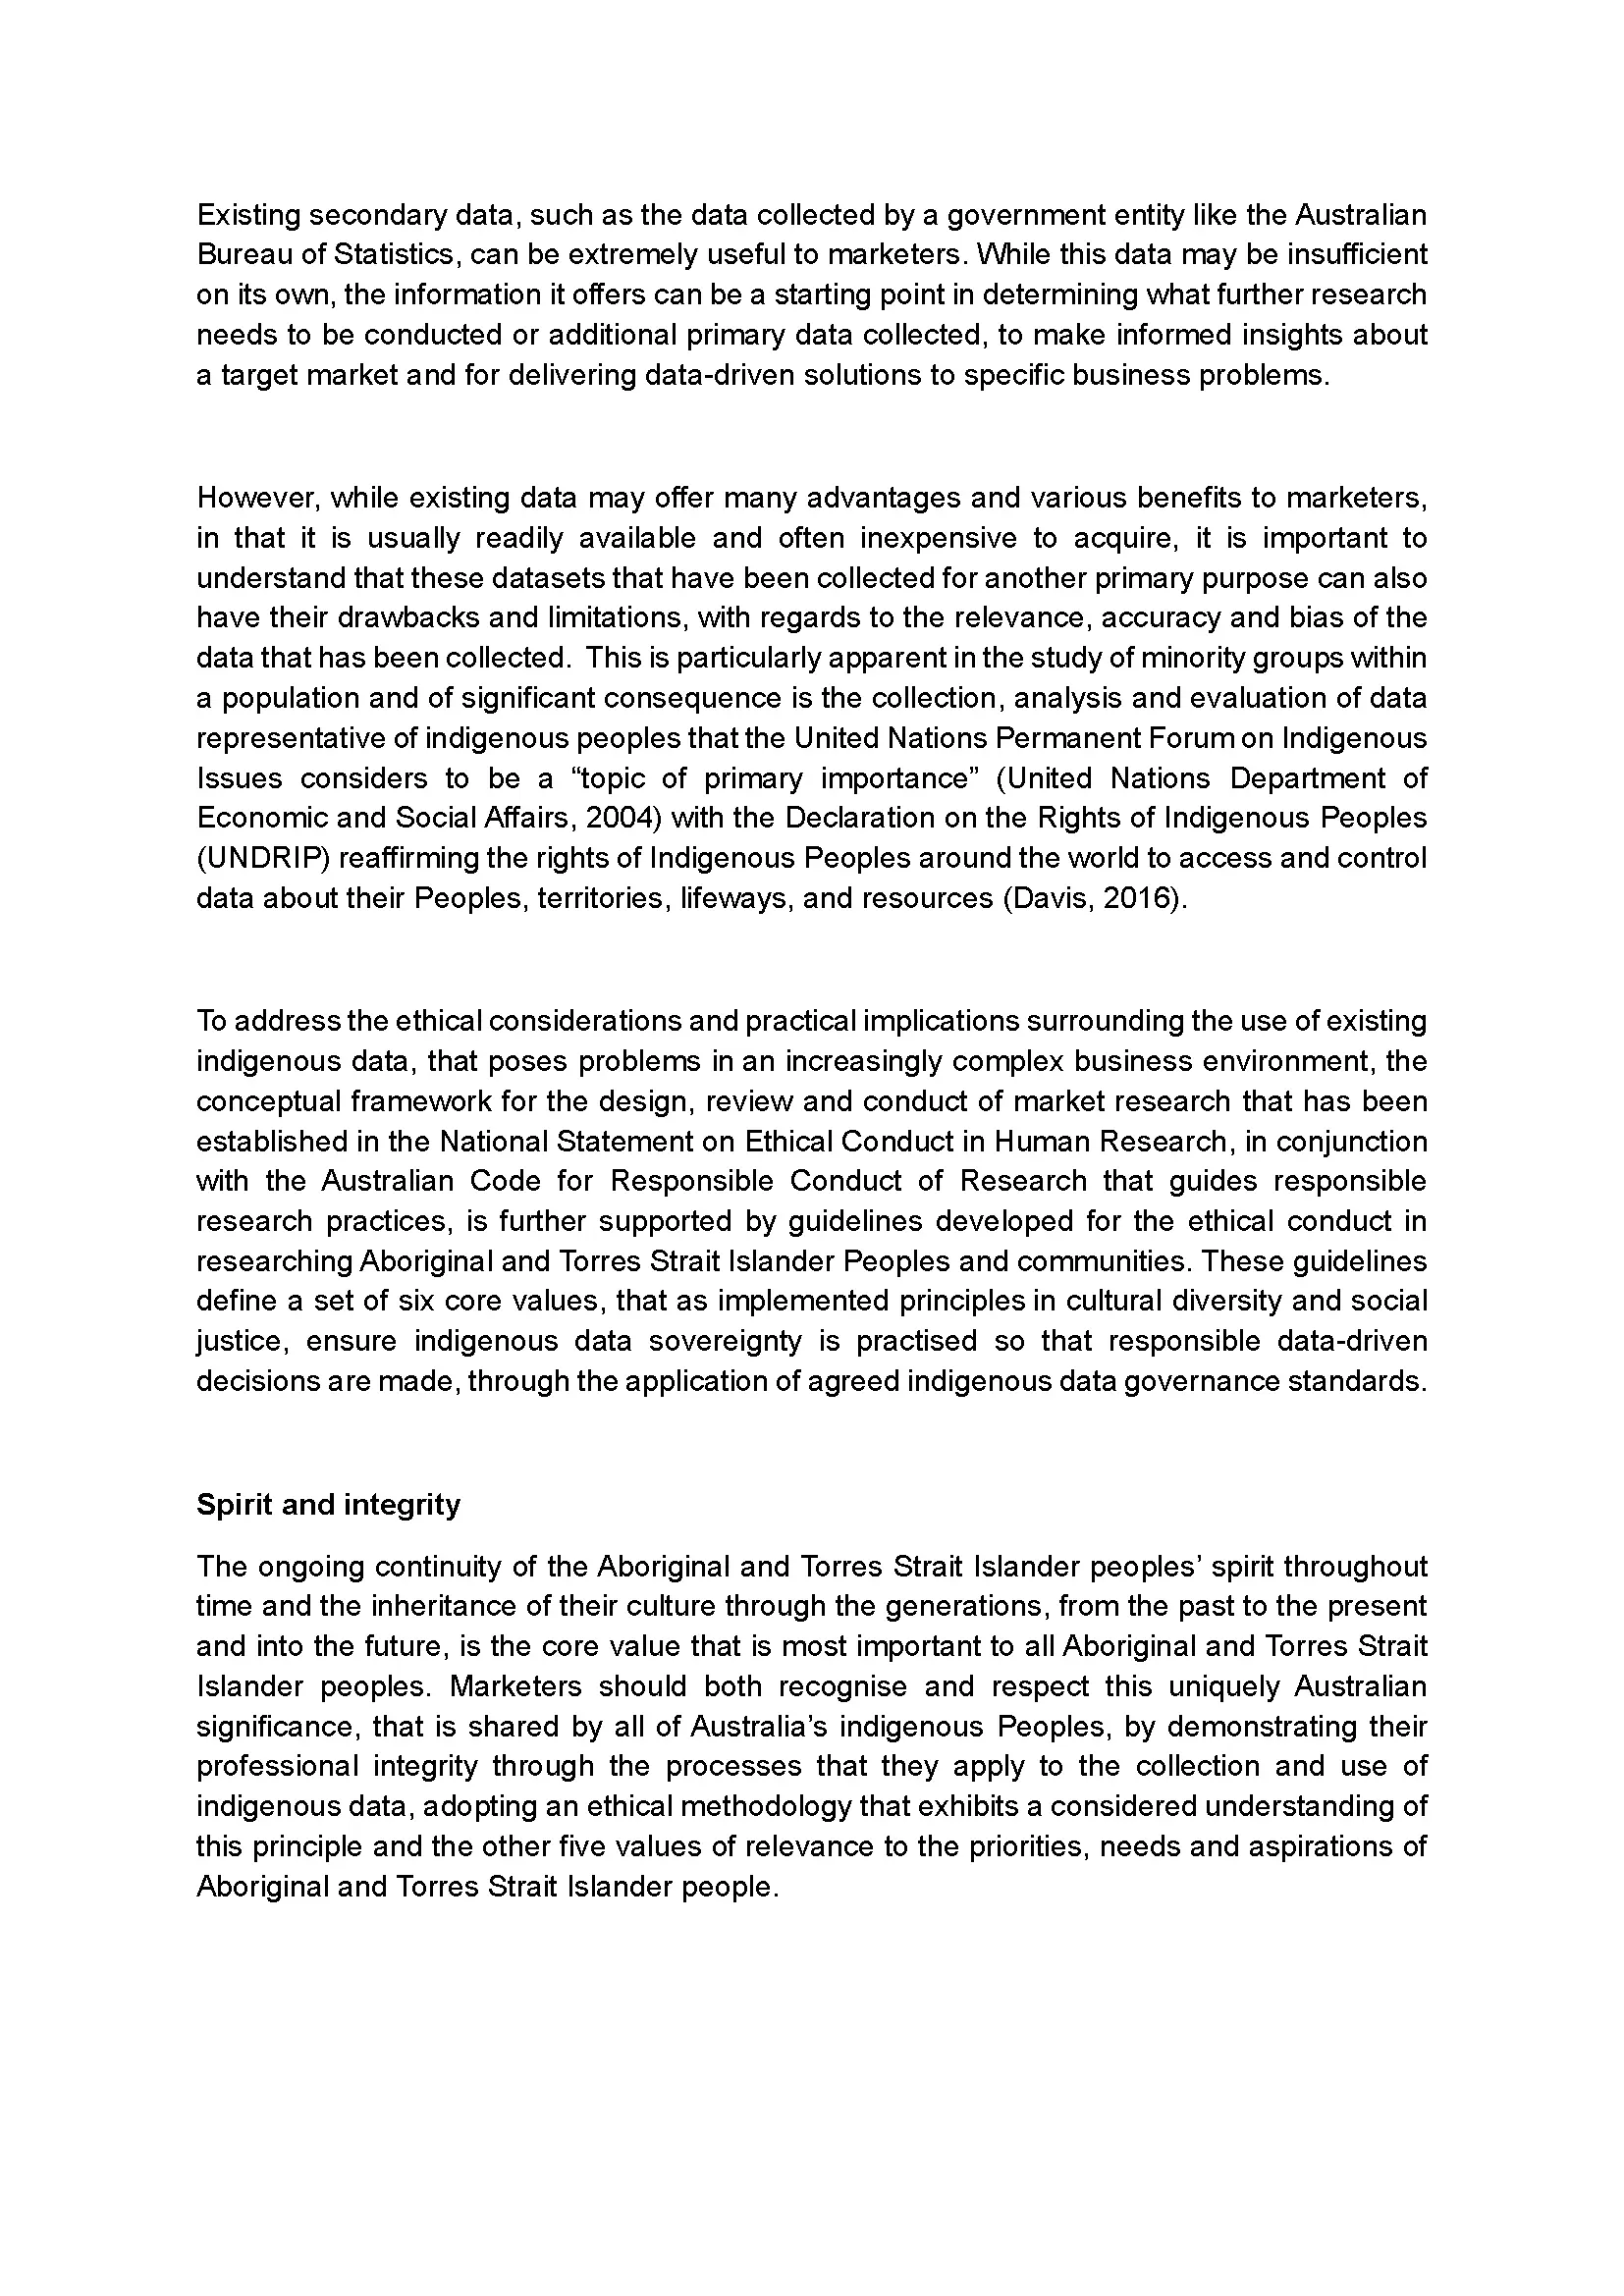 Existing secondary data, such as the data collected by a government entity like the Australian
Bureau of Statistics, can be extremely useful to marketers. While this data may be insufficient
on its own, the information it offers can be a starting point in determining what further research
needs to be conducted or additional primary data collected, to make informed insights about
a target market and for delivering data-driven solutions to specific business problems.
However, while existing data may offer many advantages and various benefits to marketers,
in that it is usually readily available and often inexpensive to acquire, it is important to
understand that these datasets that have been collected for another primary purpose can also
have their drawbacks and limitations, with regards to the relevance, accuracy and bias of the
data that has been collected.  This is particularly apparent in the study of minority groups within
a population and of significant consequence is the collection, analysis and evaluation of data
representative of indigenous peoples that the United Nations Permanent Forum on Indigenous
Issues considers to be a “topic of primary importance” (United Nations Department of
Economic and Social Affairs, 2004) with the Declaration on the Rights of Indigenous Peoples
(UNDRIP) reaffirming the rights of Indigenous Peoples around the world to access and control
data about their Peoples, territories, lifeways, and resources (Davis, 2016).
To address the ethical considerations and practical implications surrounding the use of existing
indigenous data, that poses problems in an increasingly complex business environment, the
conceptual framework for the design, review and conduct of market research that has been
established in the National Statement on Ethical Conduct in Human Research, in conjunction
with the Australian Code for Responsible Conduct of Research that guides responsible
research practices, is further supported by guidelines developed for the ethical conduct in
researching Aboriginal and Torres Strait Islander Peoples and communities. These guidelines
define a set of six core values, that as implemented principles in cultural diversity and social
justice, ensure indigenous data sovereignty is practised so that responsible data-driven
decisions are made, through the application of agreed indigenous data governance standards.
Spirit and integrity
The ongoing continuity of the Aboriginal and Torres Strait Islander peoples’ spirit throughout
time and the inheritance of their culture through the generations, from the past to the present
and into the future, is the core value that is most important to all Aboriginal and Torres Strait
Islander peoples. Marketers should both recognise and respect this uniquely Australian
significance, that is shared by all of Australia’s indigenous Peoples, by demonstrating their
professional integrity through the processes that they apply to the collection and use of
indigenous data, adopting an ethical methodology that exhibits a considered understanding of
this principle and the other five values of relevance to the priorities, needs and aspirations of
Aboriginal and Torres Strait Islander people.